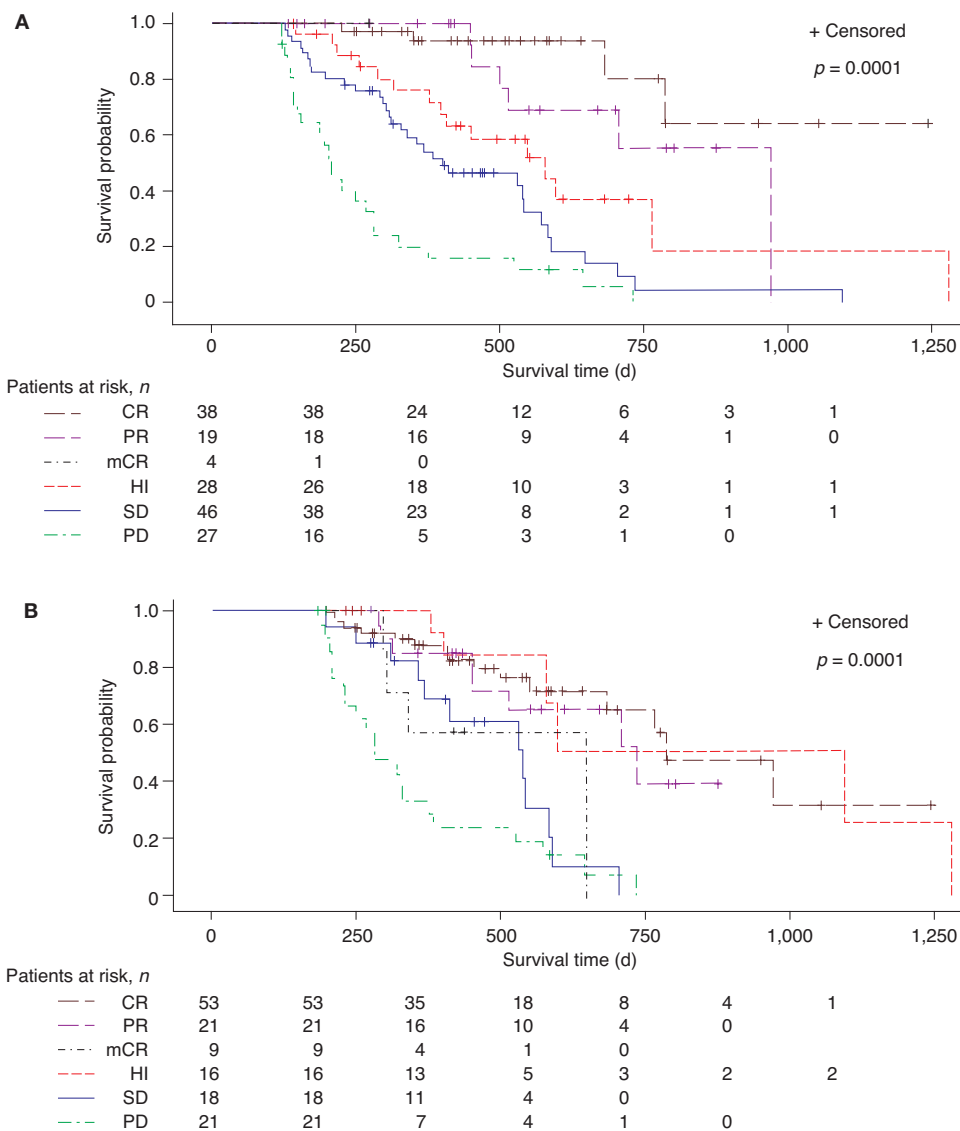 A
+ Censored
p = 0.0001
Survival probability
1.0
0.8
0.6
0.4
0.2
0
0 250 500 750 1,000 1,250
Survival time (d)
Patients at risk, n
CR 38 38 24 12 6 3 1
PR 19 18 16 9 4 1 0
mCR 4 1 0
HI 28 26 18 10 3 1 1
SD 46 38 23 8 2 1 1
PD 27 16 5 3 1 0
B
+ Censored
p = 0.0001
Survival probability
1.0
0.8
0.6
0.4
0.2
0
0 250 500 750 1,000 1,250
Survival time (d)
Patients at risk, n
CR 53 53 35 18 8 4 1
PR 21 21 16 10 4 0
mCR 9 9 4 1 0
HI 16 16 13 5 3 2 2
SD 18 18 11 4 0
PD 21 21 7 4 1 0